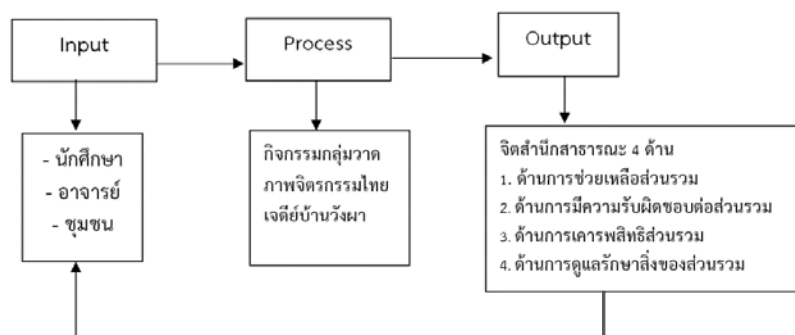 Input
Process
Output
- นักศึกษา
- อาจารย์
- ชุมชน
กิจกรรมกลุ่มวาด
ภาพจิตรกรรมไทย
เจดีย์บ้านวังผา
จิตสำนึกสาธารณะ 4 ด้าน
1. ด้านการช่วยเหลือส่วนรวม
2. ด้านการมีความรับผิดชอบต่อส่วนรวม
3. ด้านการเคารพสิทธิส่วนรวม
4. ด้านการดูแลรักษาสิ่งของส่วนรวม